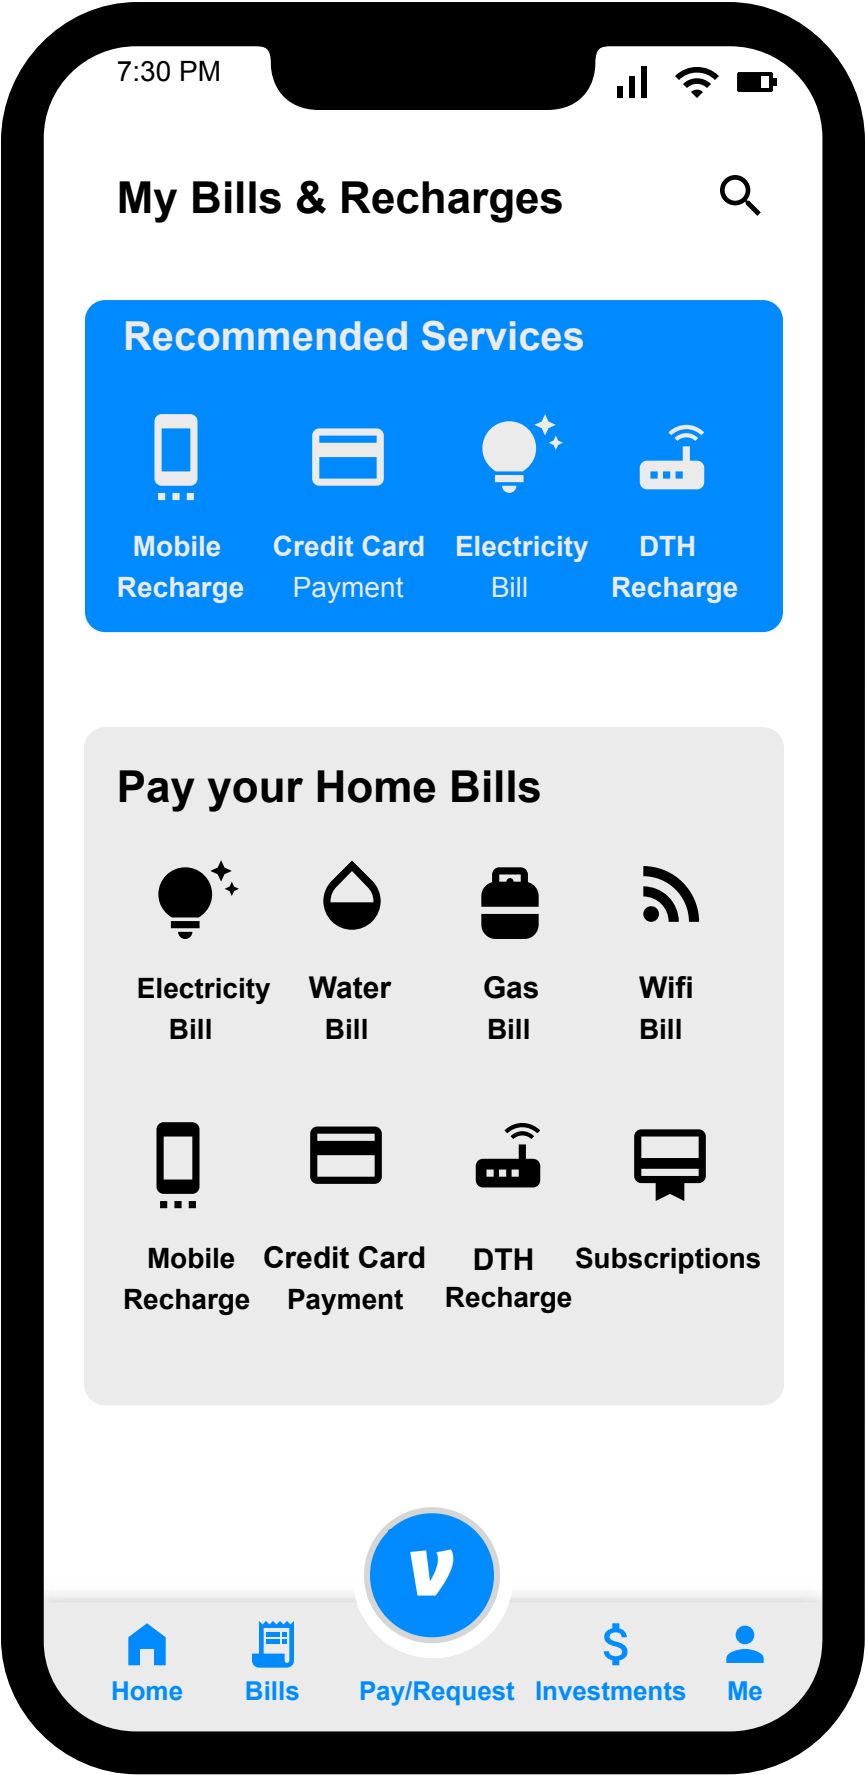 7:30 PM
My Bills & Recharges
Recommended Services
Mobile Credit Card Electricity DTH
Recharge Payment Bill Recharge
Pay your Home Bills
Electricity Water Gas Wifi
Bill Bill Bill Bill
Mobile Credit Card DTH Subscriptions
Recharge Payment Recharge
v
Home Bills Pay/Request Investments Me